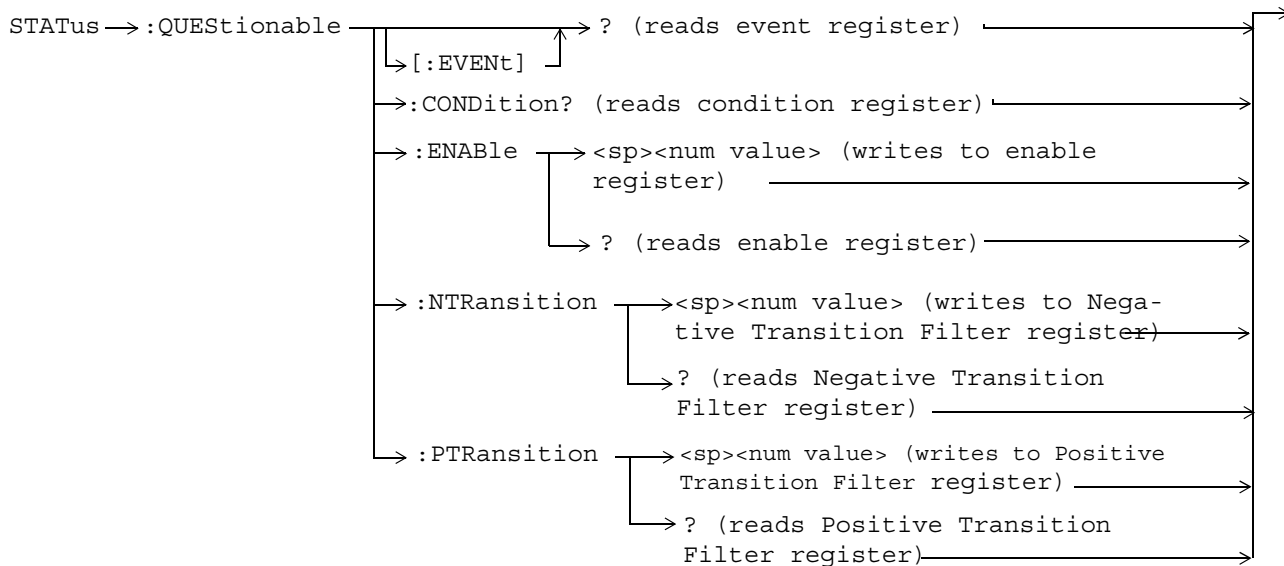 STATus :QUEStionable ? (reads event register)
[:EVENt]
:CONDition? (reads condition register)
:ENABle <sp><num value> (writes to enable
register)
? (reads enable register)
:NTRansition <sp><num value> (writes to Nega-
tive Transition Filter register)
? (reads Negative Transition
Filter register)
:PTRansition <sp><num value> (writes to Positive
Transition Filter register)
? (reads Positive Transition
Filter register)